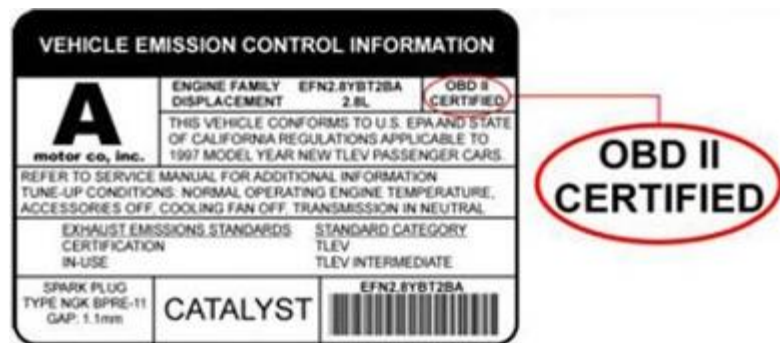 VEHICLE EMISSION CONTROL INFORMATION
A
motor co, inc.
ENGINE FAMILY EFN2.8YBT2BA
DISPLACEMENT 2.8L
OBD II
CERTIFIED
THIS VEHICLE CONFORMS TO U.S. EPA AND STATE
OF CALIFORNIA REGULATIONS APPLICABLE TO
1997 MODEL YEAR NEW TLEV PASSENGER CARS.
REFER TO SERVICE MANUAL FOR ADDITIONAL INFORMATION
TUNE-UP CONDITIONS: NORMAL OPERATING ENGINE TEMPERATURE,
ACCESSORIES OFF, COOLING FAN OFF, TRANSMISSION IN NEUTRAL
EXHAUST EMISSIONS STANDARDS STANDARD CATEGORY
CERTIFICATION TLEV
IN-USE TLEV INTERMEDIATE
SPARK PLUG
TYPE NGK BPRE-11
GAP: 1.1mm
CATALYST
EFN2.8YBT2BA
OBD II
CERTIFIED